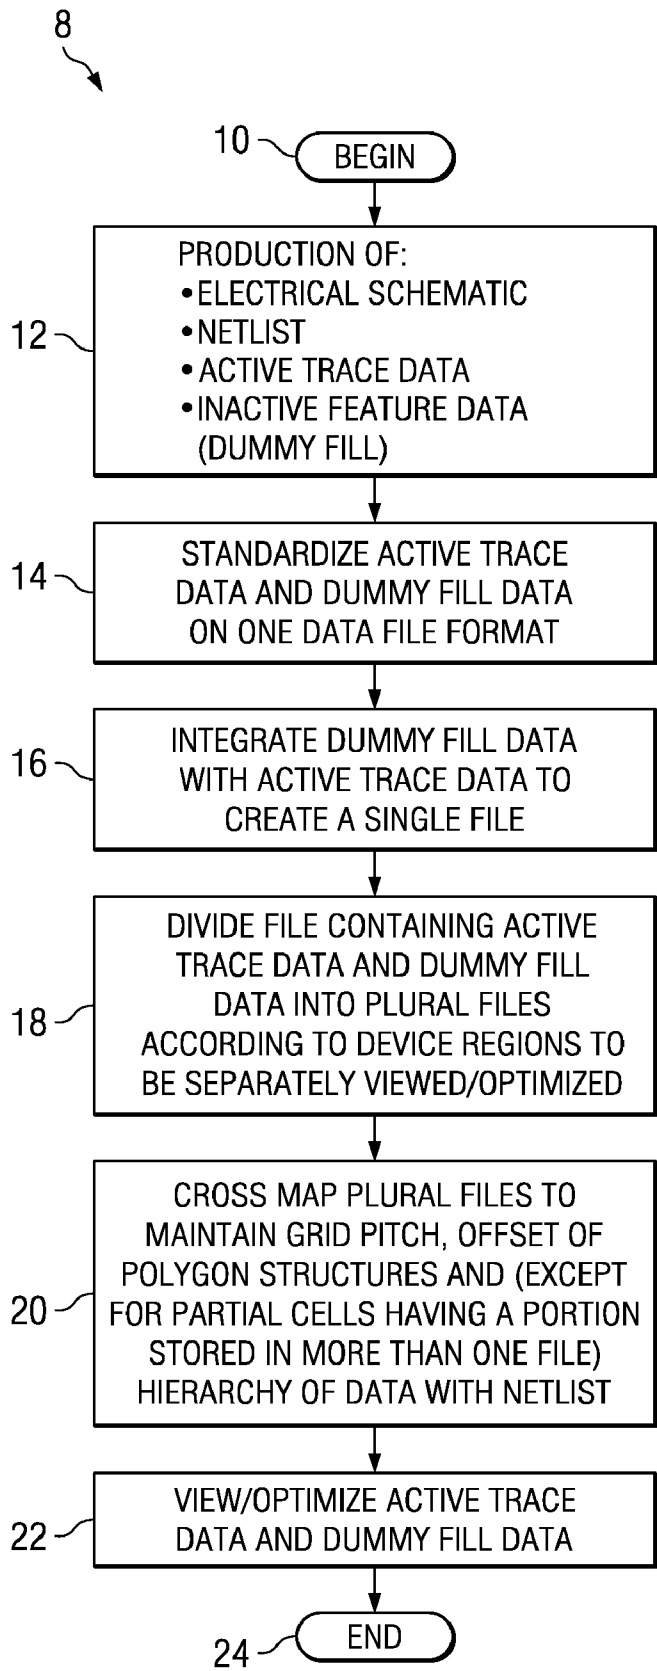 8
10
BEGIN
12
PRODUCTION OF:
•ELECTRICAL SCHEMATIC
•NETLIST
•ACTIVE TRACE DATA
•INACTIVE FEATURE DATA
(DUMMY FILL)
14
STANDARDIZE ACTIVE TRACE
DATA AND DUMMY FILL DATA
ON ONE DATA FILE FORMAT
16
INTEGRATE DUMMY FILL DATA
WITH ACTIVE TRACE DATA TO
CREATE A SINGLE FILE
18
DIVIDE FILE CONTAINING ACTIVE
TRACE DATA AND DUMMY FILL
DATA INTO PLURAL FILES
ACCORDING TO DEVICE REGIONS TO
BE SEPARATELY VIEWED/OPTIMIZED
20
CROSS MAP PLURAL FILES TO
MAINTAIN GRID PITCH, OFFSET OF
POLYGON STRUCTURES AND (EXCEPT
FOR PARTIAL CELLS HAVING A PORTION
STORED IN MORE THAN ONE FILE)
HIERARCHY OF DATA WITH NETLIST
22
VIEW/OPTIMIZE ACTIVE TRACE
DATA AND DUMMY FILL DATA
24
END